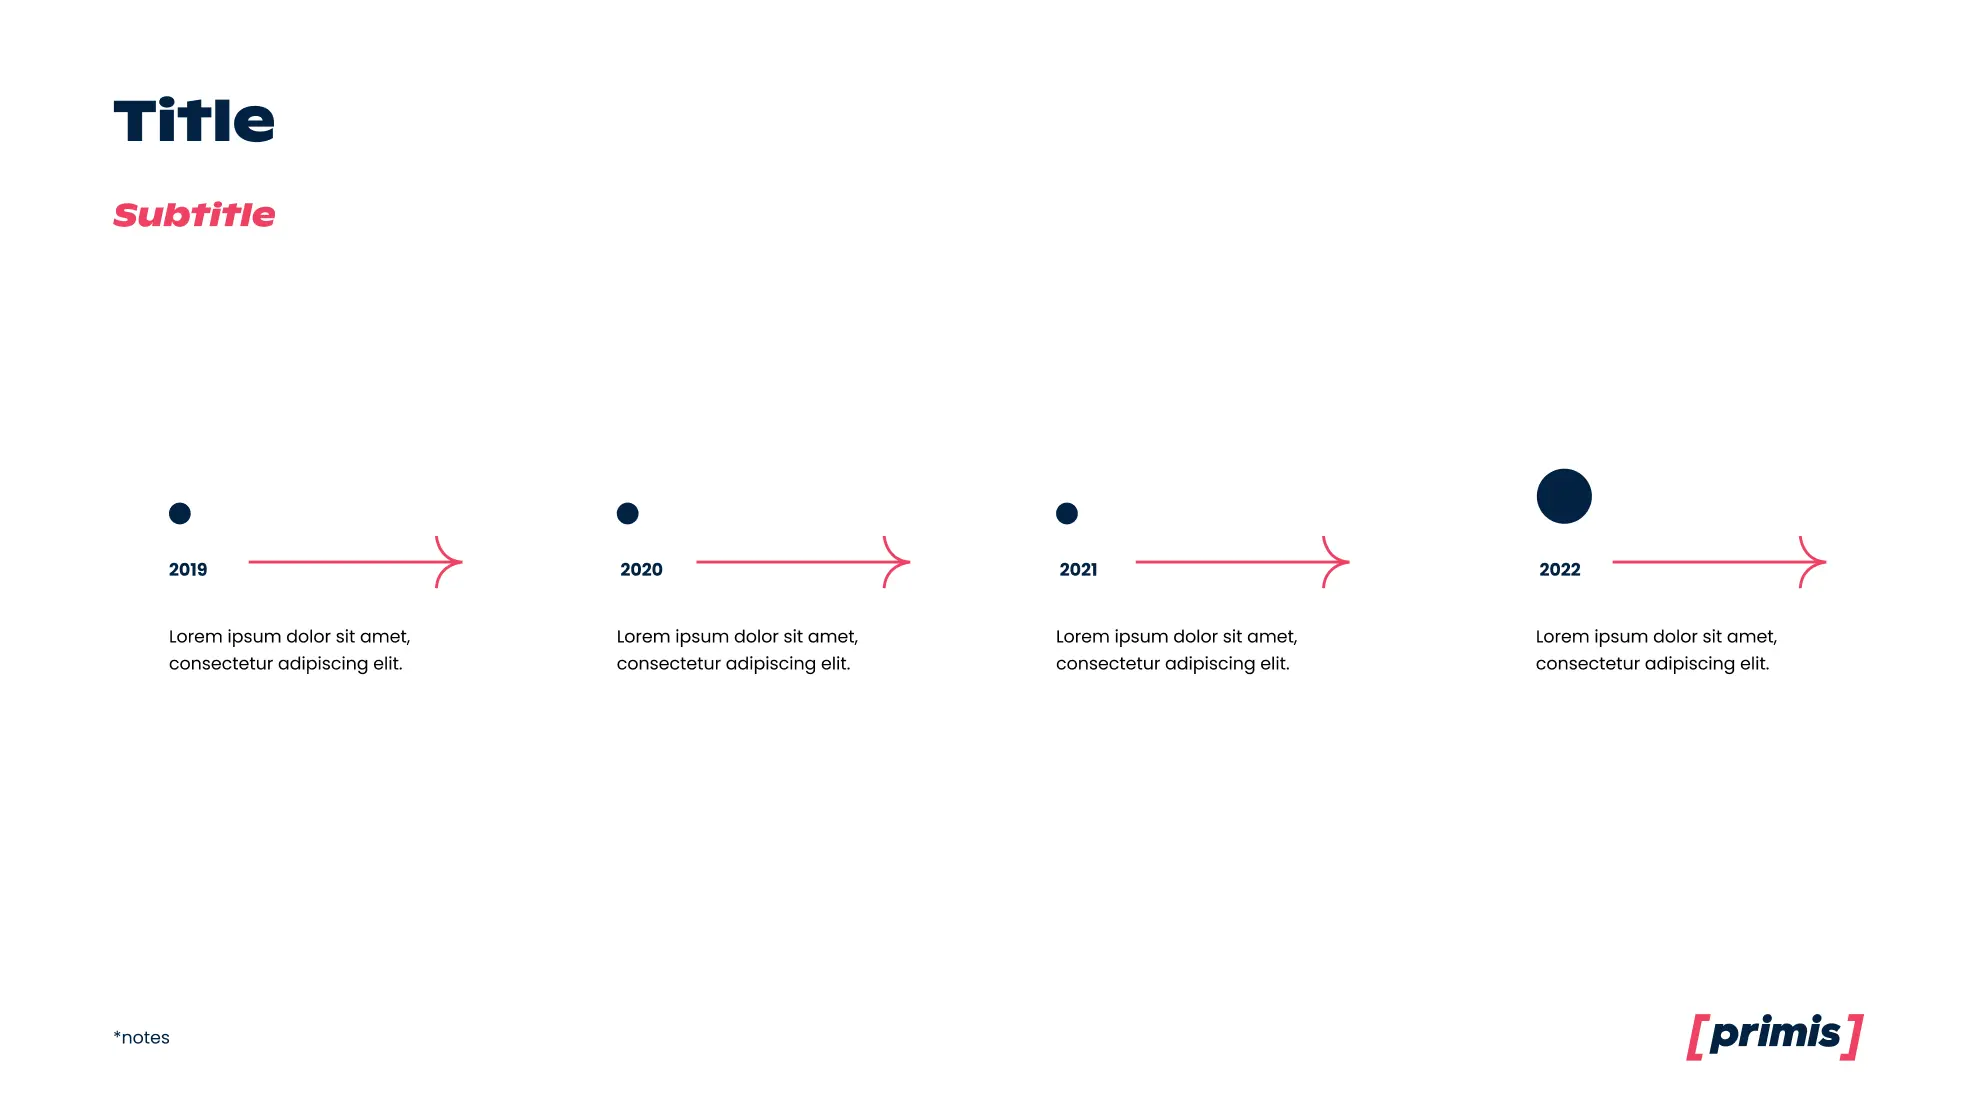 Title
Subtitle
2019
2020
2021
2022
Lorem ipsum dolor sit amet,
consectetur adipiscing elit.
Lorem ipsum dolor sit amet,
consectetur adipiscing elit.
Lorem ipsum dolor sit amet,
consectetur adipiscing elit.
Lorem ipsum dolor sit amet,
consectetur adipiscing elit.
*notes
[primis]